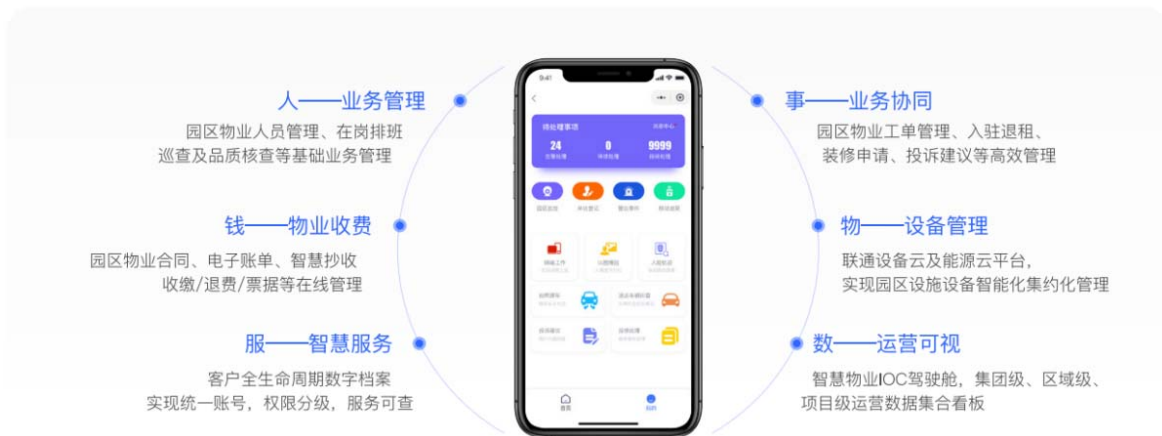 人——业务管理
园区物业人员管理、在岗排班
巡查及品质核查等基础业务管理
钱——物业收费
园区物业合同、电子账单、智慧抄收
收缴/退费/票据等在线管理
服——智慧服务
客户全生命周期数字档案
实现统一账号，权限分级，服务可查
9:41
待处理事项
24
0
9999
首页
事——业务协同
园区物业工单管理、入驻退租、
装修申请、投诉建议等高效管理
物——设备管理
联通设备云及能源云平台，
实现园区设施设备智能化集约化管理
数——运营可视
智慧物业IOC驾驶舱，集团级、区域级、
项目级运营数据集合看板